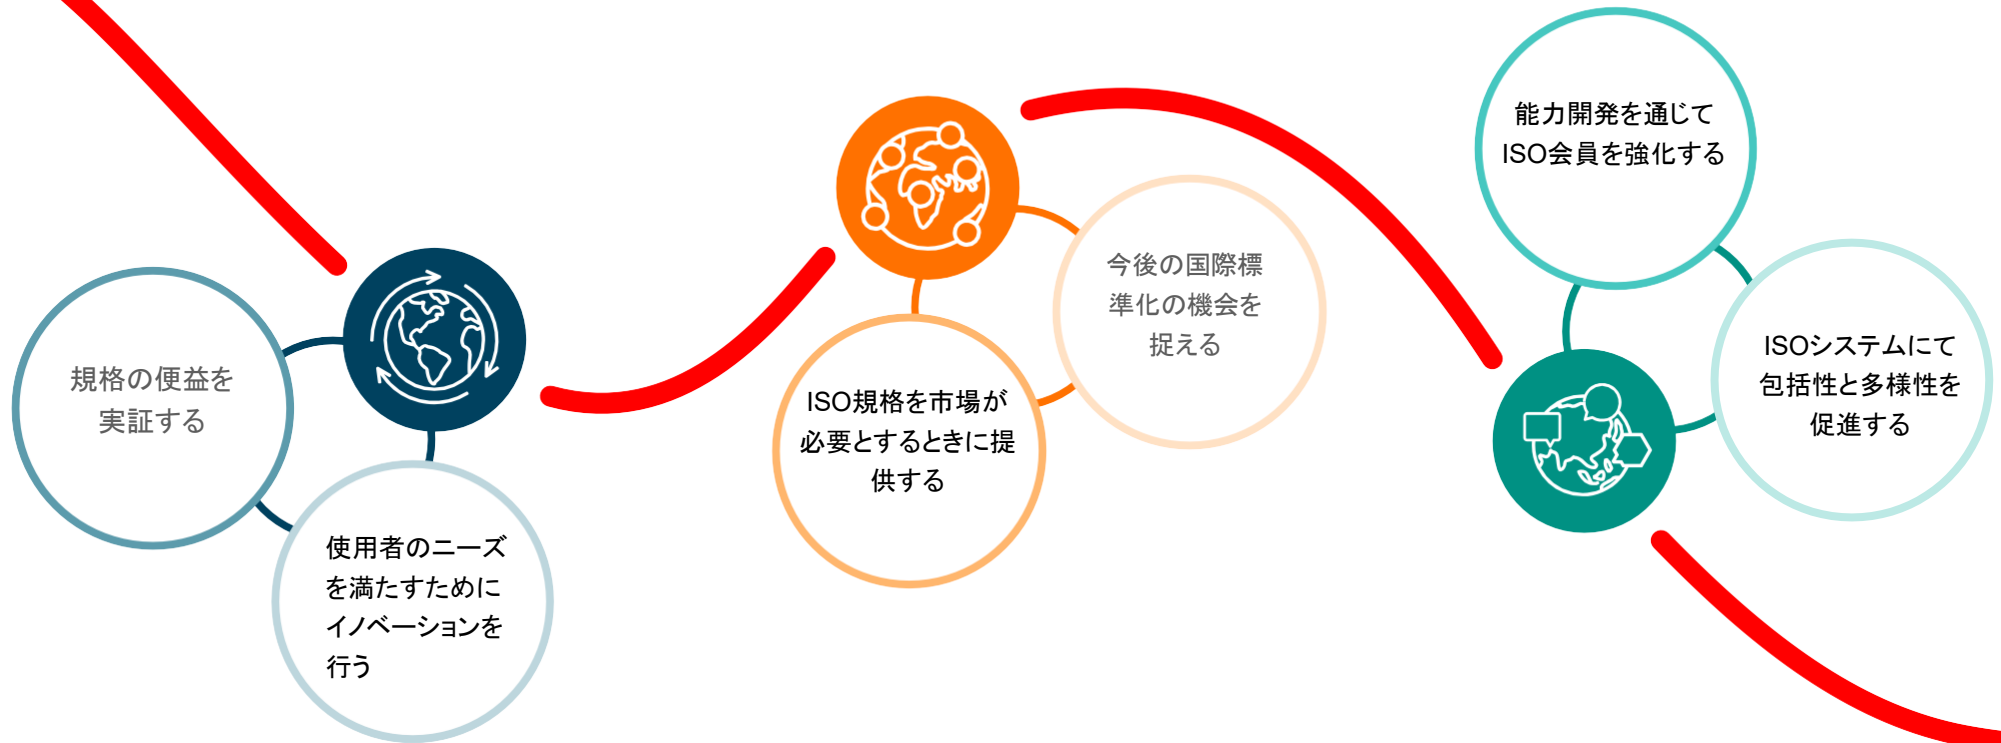 規格の便益を
実証する
使用者のニーズ
を満たすために
イノベーションを
行う
ISO規格を市場が
必要とするときに提
供する
今後の国際標
準化の機会を
捉える
能力開発を通じて
ISO会員を強化する
ISOシステムにて
包括性と多様性を
促進する